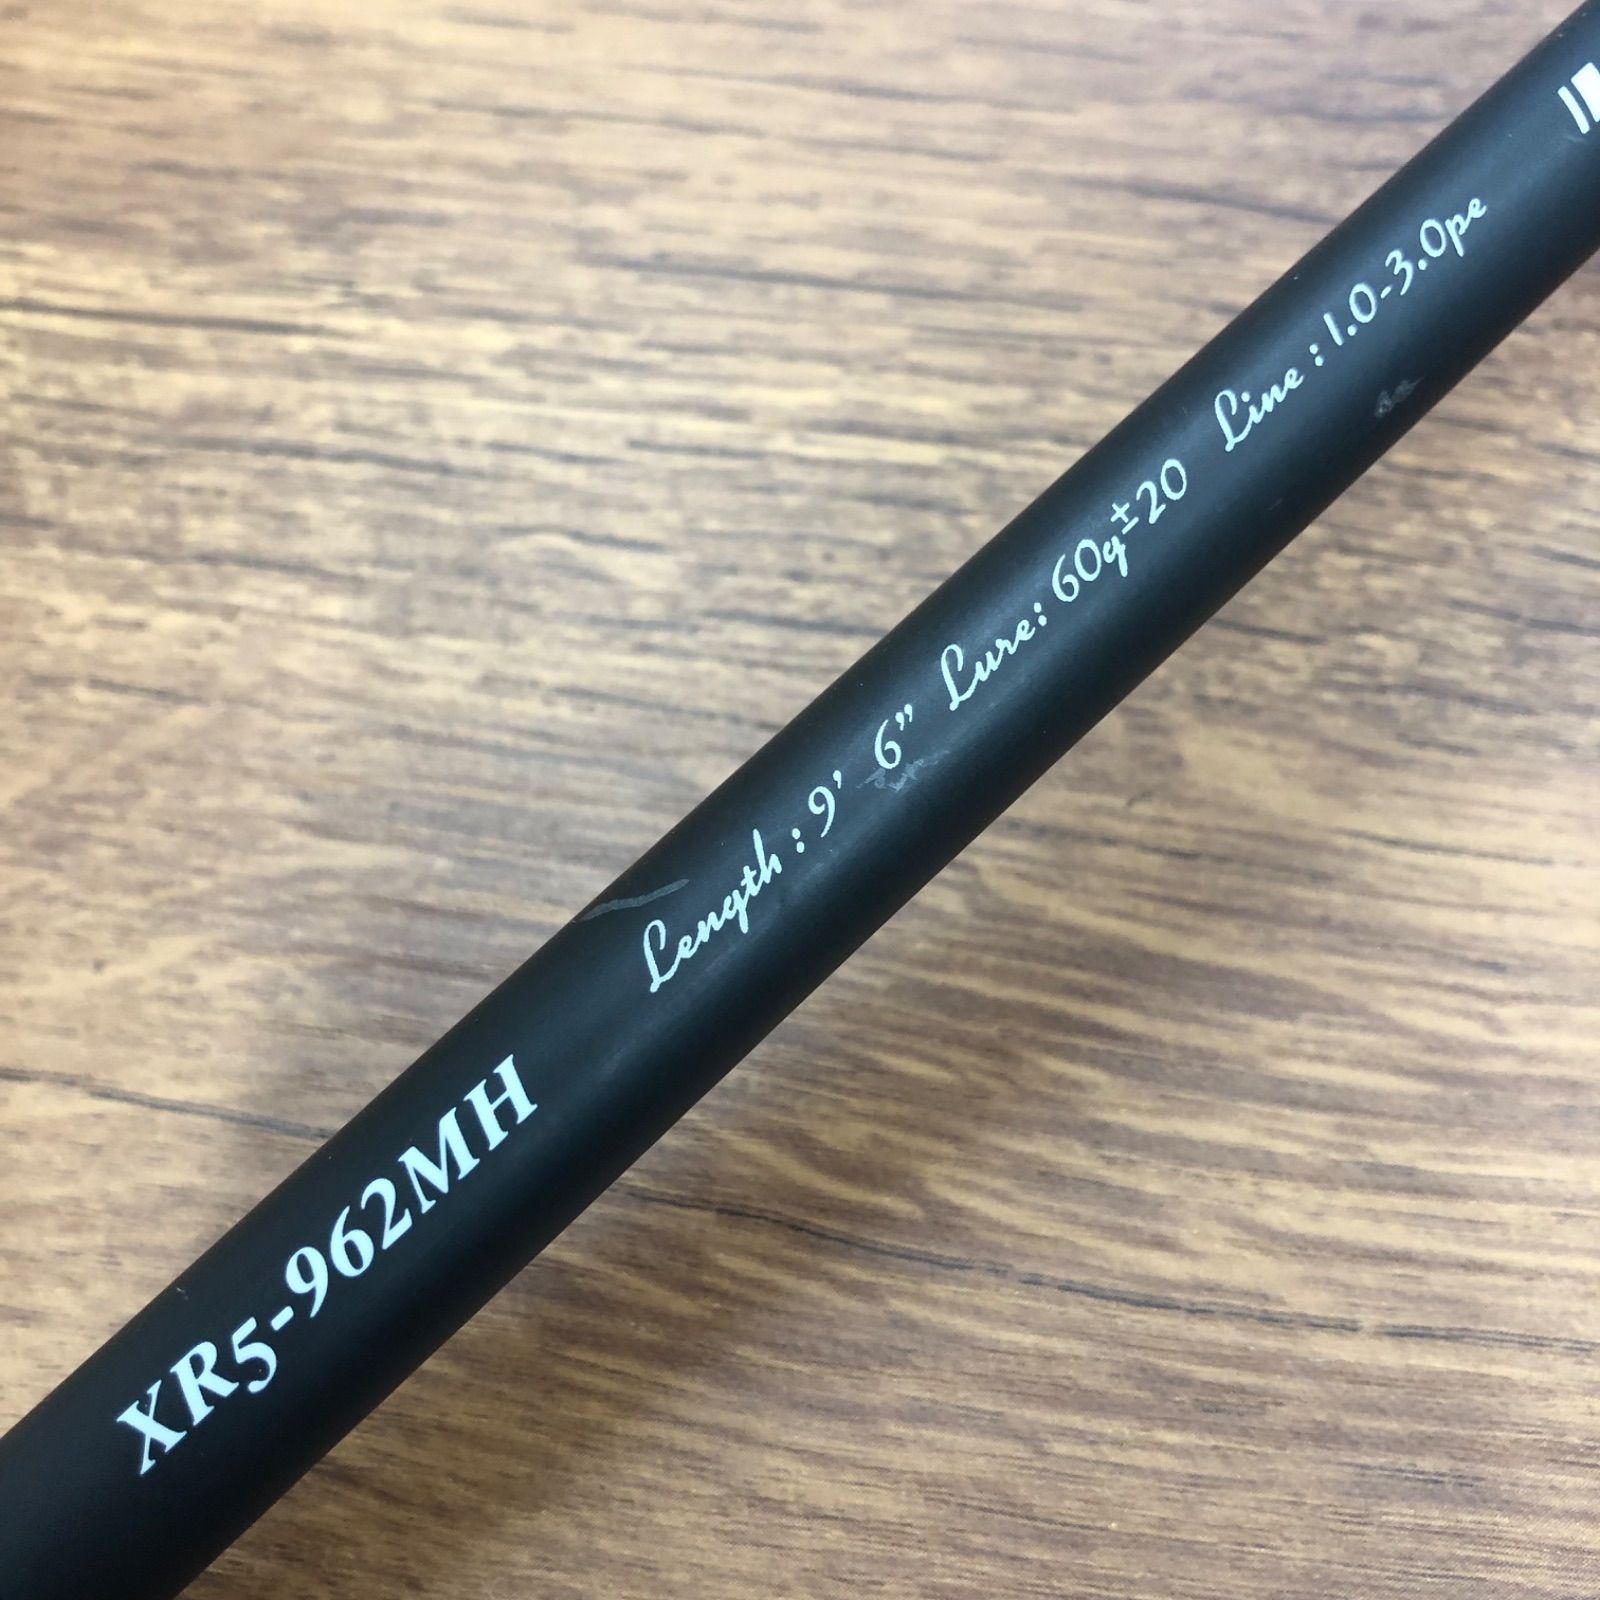 XR5-962MH Length : 9' 6” Lure: 60g±20 Line : 1.0-3.0pe